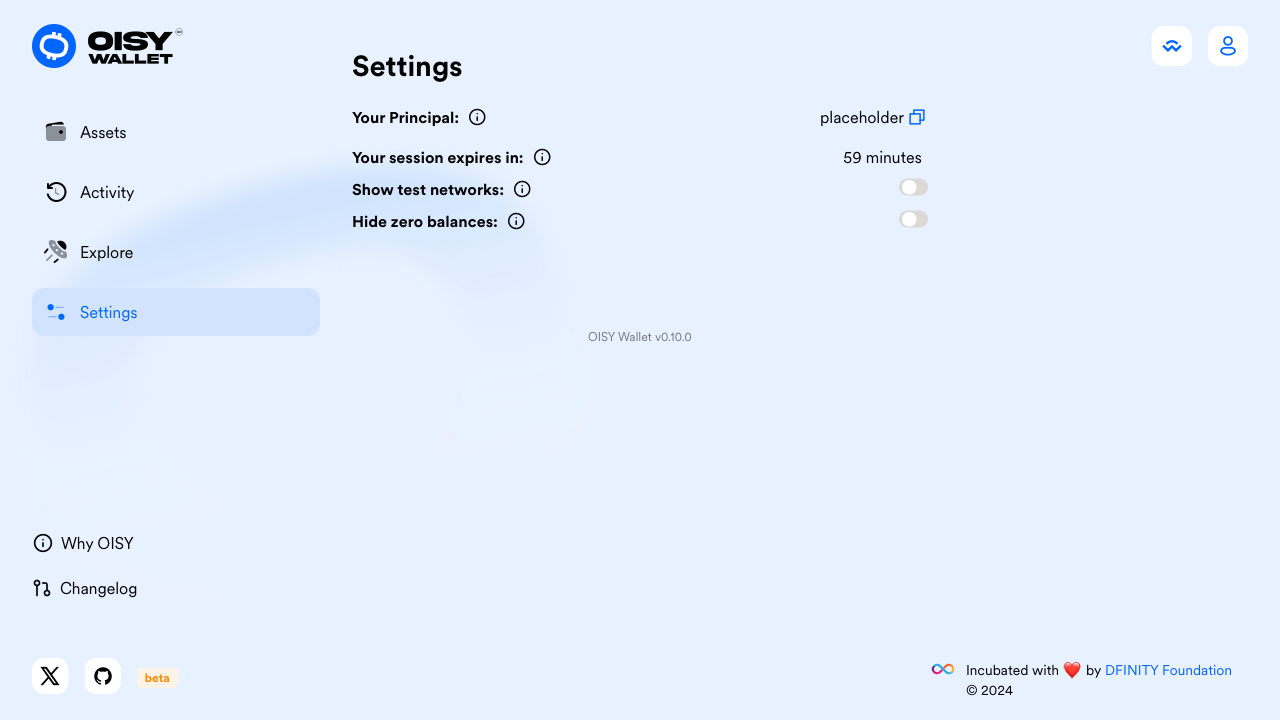 OISY
WALLET
Settings
Assets
Activity
Explore
Settings
Your Principal:
placeholder
Your session expires in:
59 minutes
Show test networks:
Hide zero balances:
OISY Wallet v0.10.0
Why OISY
Changelog
beta
Incubated with ❤️ by DFINITY Foundation
© 2024